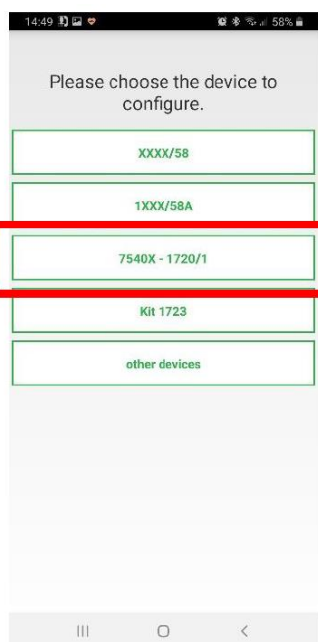 14:49 58%
Please choose the device to
configure.
XXXX/58
1XXX/58A
7540X - 1720/1
Kit 1723
other devices